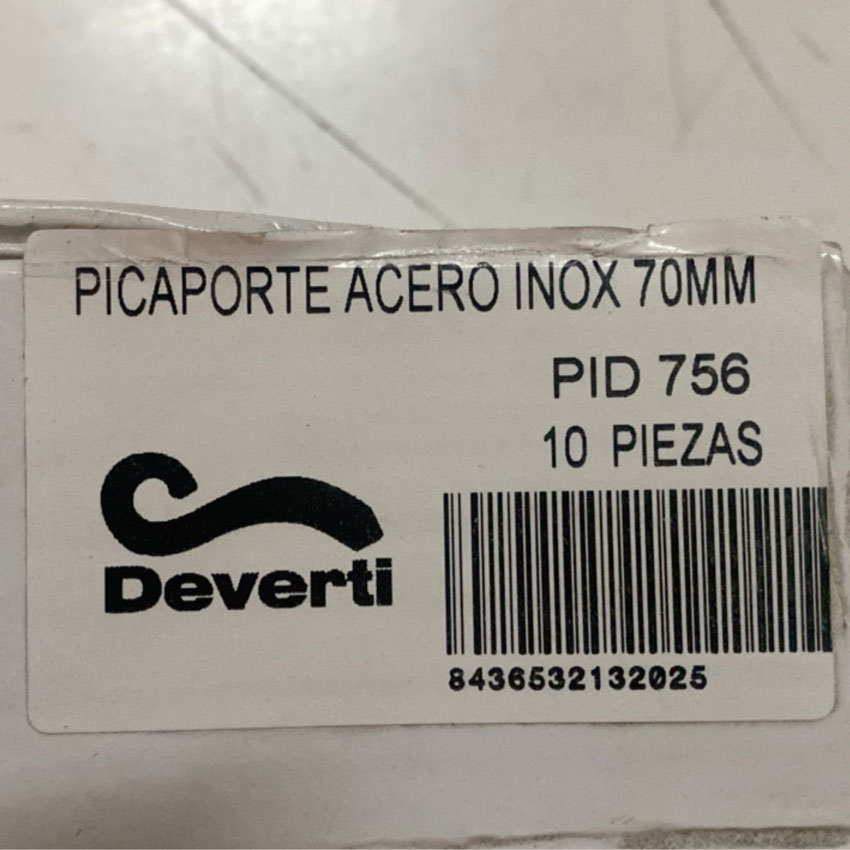 PICAPORTE ACERO INOX 70MM
PID 756
10 PIEZAS
Deverti
8436532132025